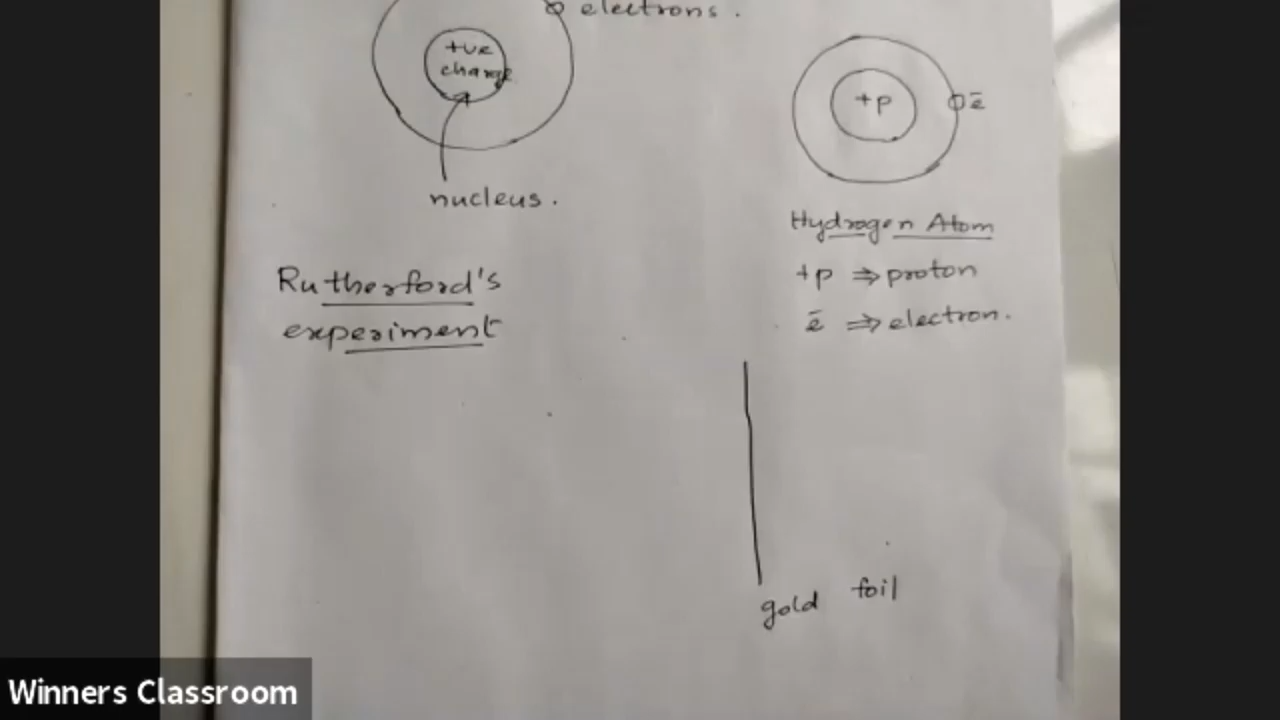 electrons.
+ve
charge
nucleus.
+p
ē
Hydrogen Atom
+p ⇒ proton
ē ⇒ electron.
Rutherford's
experiment
gold foil
Winners Classroom